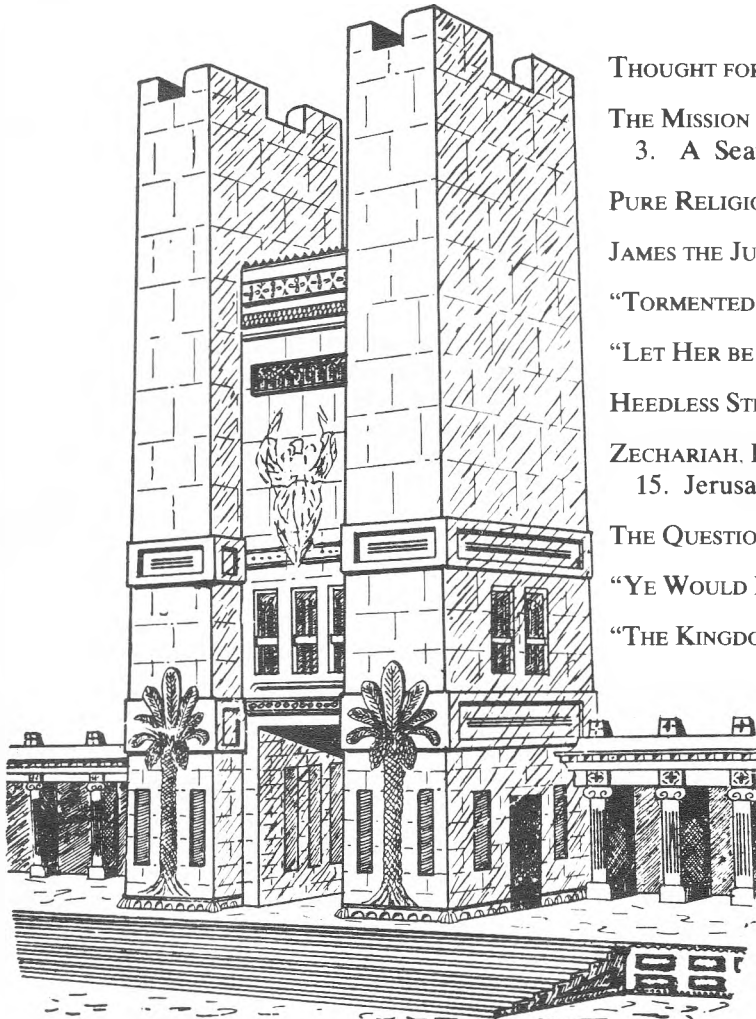 THOUGHT FOR
THE MISSION
3. A Sea
PURE RELIGIO
JAMES THE JU
“TORMENTED
“LET HER BE
HEEDLESS STE
ZECHARIAH,
15. Jerusa
THE QUESTIO
“YE WOULD
“THE KINGDO